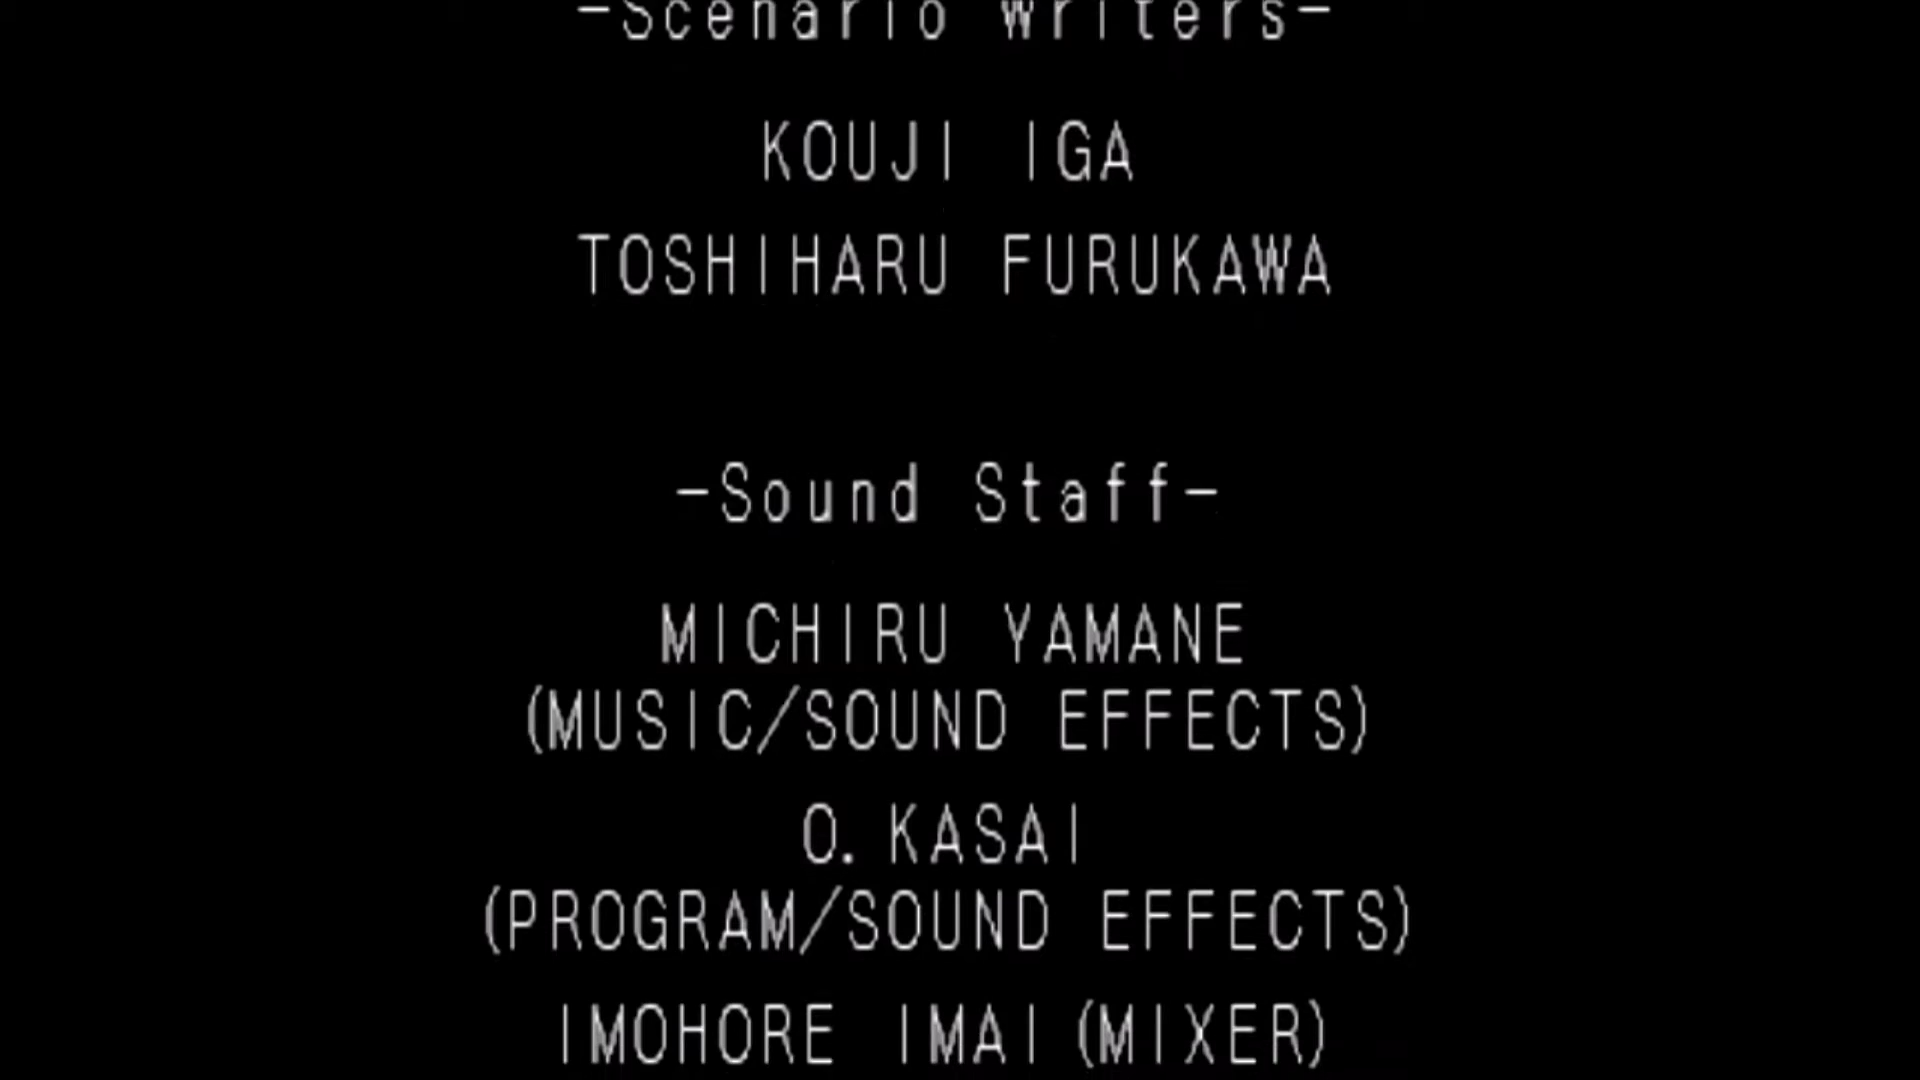 -Scenario Writers-
KOUJI IGA
TOSHIHARU FURUKAWA
-Sound Staff-
MICHIRU YAMANE
(MUSIC/SOUND EFFECTS)
O.KASAI
(PROGRAM/SOUND EFFECTS)
IMOHORE IMAI(MIXER)